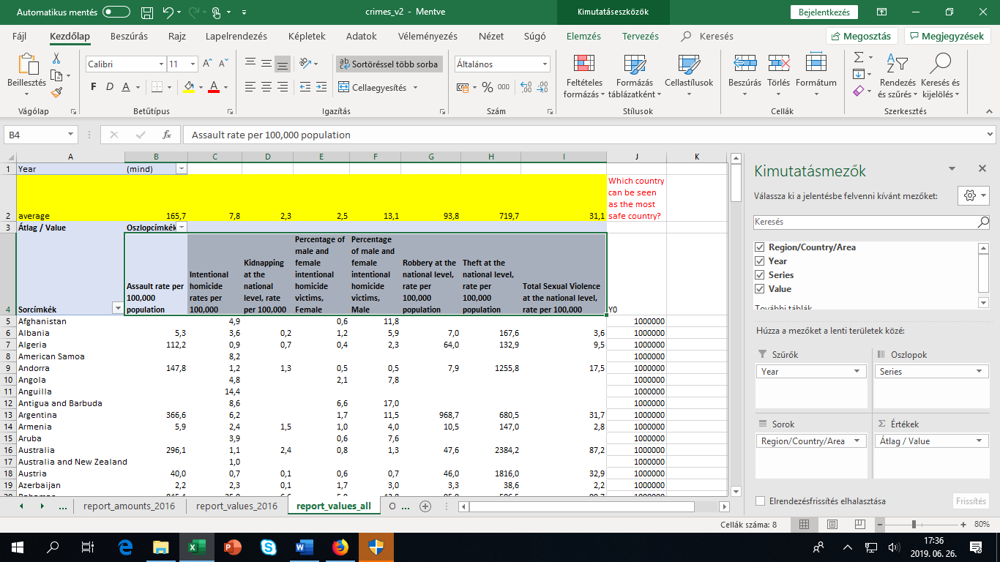 Automatikus mentés
crimes_v2 - Mentve
Kimutatáseszközök
Bejelentkezés
Fájl Kezdőlap Beszúrás Rajz Lapelrendezés Képletek Adatok Véleményezés Nézet Súgó Elemzés Tervezés Keresés
Megosztás Megjegyzések
Beillesztés
Calibri 11
F D A
Sortöréssel több sorba
Cellaegyesítés
Általános
% 000
Feltételes formázás
Formázás táblázatként
Cellastílusok
Beszúrás Törlés Formátum
Rendezés és szűrés
Keresés és kijelölés
Vágólap Betűtípus Igazítás Szám Stílusok Cellák Szerkesztés
B4 fx Assault rate per 100,000 population
A B C D E F G H I J K
1 Year (mind)
Which country
can be seen
as the most
safe country?
2 average 165,7 7,8 2,3 2,5 13,1 93,8 719,7 31,1
3 Átlag / Value Oszlopcímkék
4 Sorcímkék
Assault rate per
100,000
population
Intentional
homicide
rates per
100,000
Kidnapping
at the
national
level, rate
per 100,000
Percentage of
male and
female
intentional
homicide
victims,
Female
Percentage
of male and
female
intentional
homicide
victims,
Male
Robbery at the
national level,
rate per
100,000
population
Theft at the
national level,
rate per
100,000
population
Total Sexual Violence
at the national level,
rate per 100,000
Y0
5 Afghanistan 4,9 0,6 11,8 1000000
6 Albania 5,3 3,6 0,2 1,2 5,9 7,0 167,6 3,6 1000000
7 Algeria 112,2 0,9 0,7 0,4 2,3 64,0 132,9 9,5 1000000
8 American Samoa 8,2 1000000
9 Andorra 147,8 1,2 1,3 0,5 0,5 7,9 1255,8 17,5 1000000
10 Angola 4,8 2,1 7,8 1000000
11 Anguilla 14,4 1000000
12 Antigua and Barbuda 8,6 6,6 17,0 1000000
13 Argentina 366,6 6,2 1,7 11,5 968,7 680,5 31,7 1000000
14 Armenia 5,9 2,4 1,5 1,0 4,0 10,5 147,0 2,8 1000000
15 Aruba 3,9 0,6 7,6 1000000
16 Australia 296,1 1,1 2,4 0,8 1,3 47,6 2384,2 87,2 1000000
17 Australia and New Zealand 1,0 1000000
18 Austria 40,0 0,7 0,1 0,6 0,7 46,0 1816,0 32,9 1000000
19 Azerbaijan 2,2 2,3 0,1 1,7 3,0 3,3 38,6 2,2 1000000
... report_amounts_2016 report_values_2016 report_values_all O ...
Kimutatásmezők
Válassza ki a jelentésbe felvenni kívánt mezőket:
Keresés
Region/Country/Area
Year
Series
Value
További táblák
Húzza a mezőket a lenti területek közé:
Szűrők
Year
Oszlopok
Series
Sorok
Region/Country/Area
Σ Értékek
Átlag / Value
Elrendezésfrissítés elhalasztása
Frissítés
Cellák száma: 8
80%
17:36
2019. 06. 26.